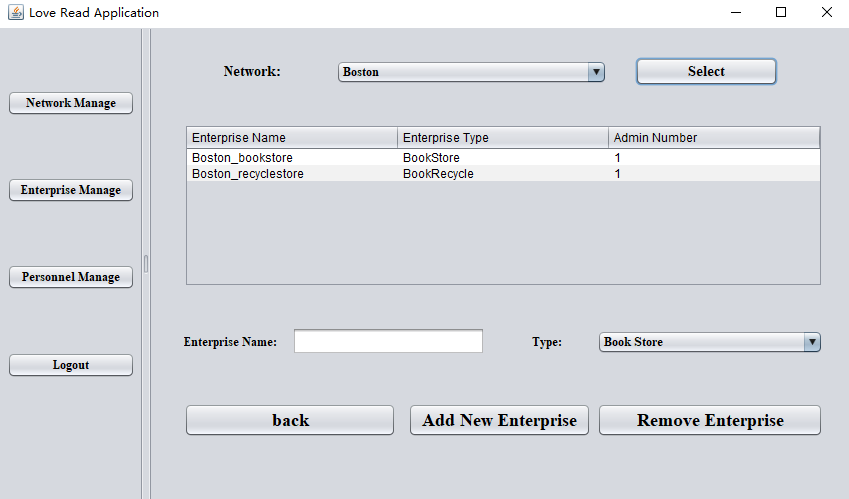 Love Read Application
Network: Boston Select
Network Manage
Enterprise Name Enterprise Type Admin Number
Boston_bookstore BookStore 1
Boston_recyclestore BookRecycle 1
Enterprise Manage
Personnel Manage
Enterprise Name: Type: Book Store
Logout
back Add New Enterprise Remove Enterprise